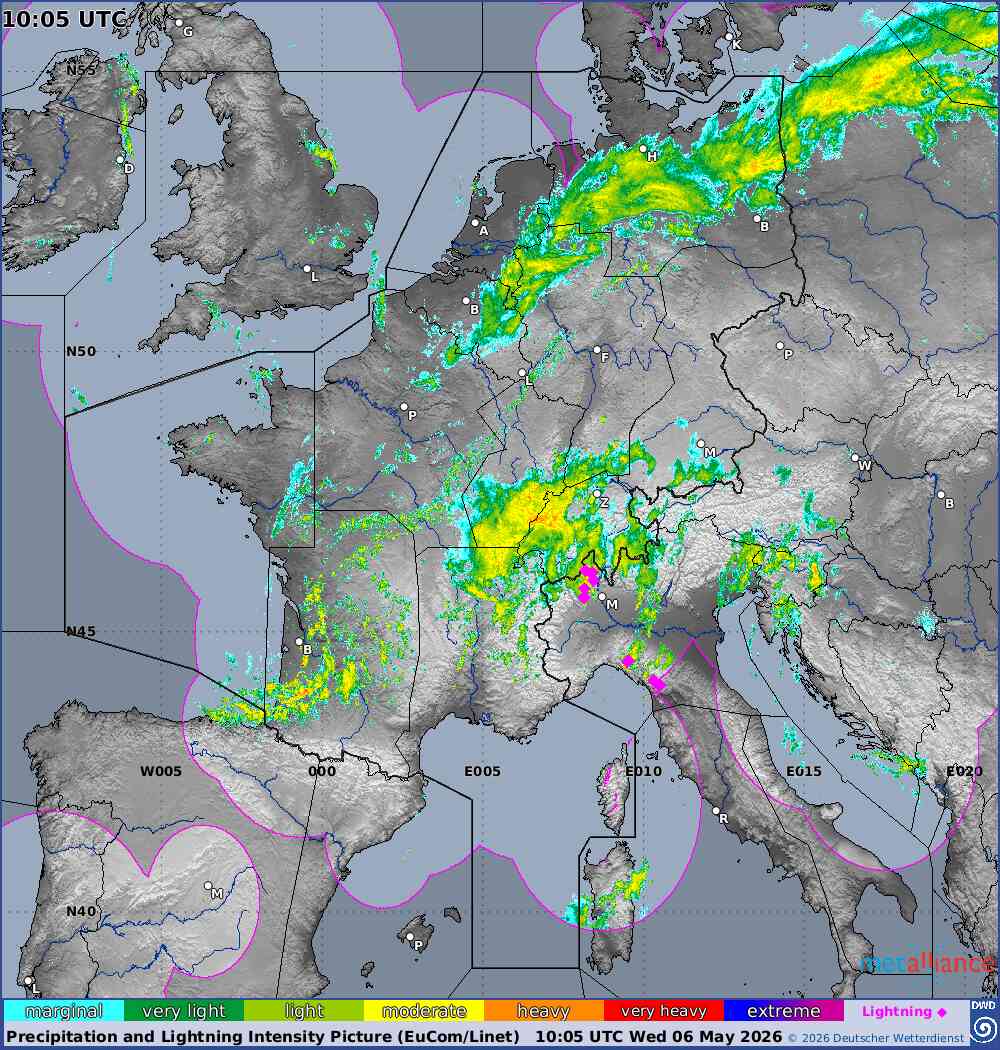 10:05 UTC
G
K
N55
H
D
A
B
L
B
N50
P
F
L
P
M
W
B
Z
M
N45
B
W005
000
E005
E010
E015
E020
R
M
N40
P
L
metalliance
marginal very light light moderate heavy very heavy extreme Lightning ◆
DWD
Precipitation and Lightning Intensity Picture (EuCom/Linet) 10:05 UTC Wed 06 May 2026 © 2026 Deutscher Wetterdienst